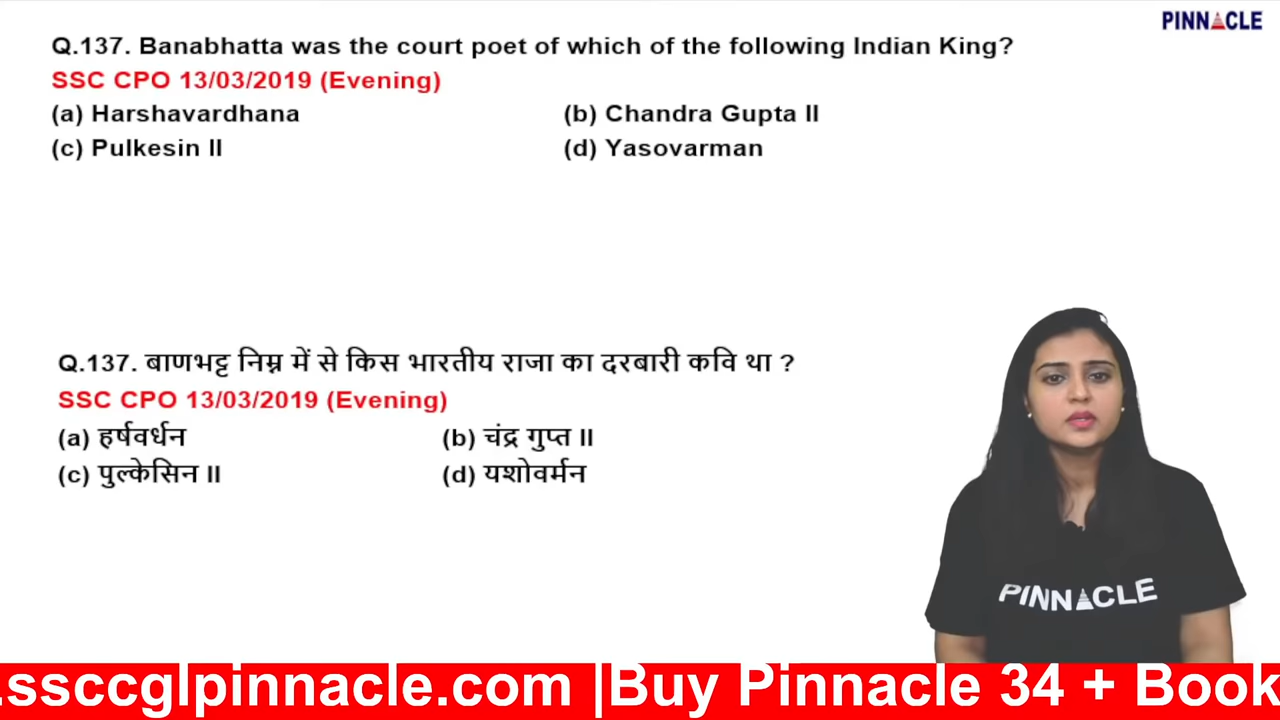 PINNACLE
Q.137. Banabhatta was the court poet of which of the following Indian King?
SSC CPO 13/03/2019 (Evening)
(a) Harshavardhana (b) Chandra Gupta II
(c) Pulkesin II (d) Yasovarman
Q.137. बाणभट्ट निम्न में से किस भारतीय राजा का दरबारी कवि था ?
SSC CPO 13/03/2019 (Evening)
(a) हर्षवर्धन (b) चंद्र गुप्त II
(c) पुल्केसिन II (d) यशोवर्मन
PINNACLE
.ssccglpinnacle.com |Buy Pinnacle 34 + Book